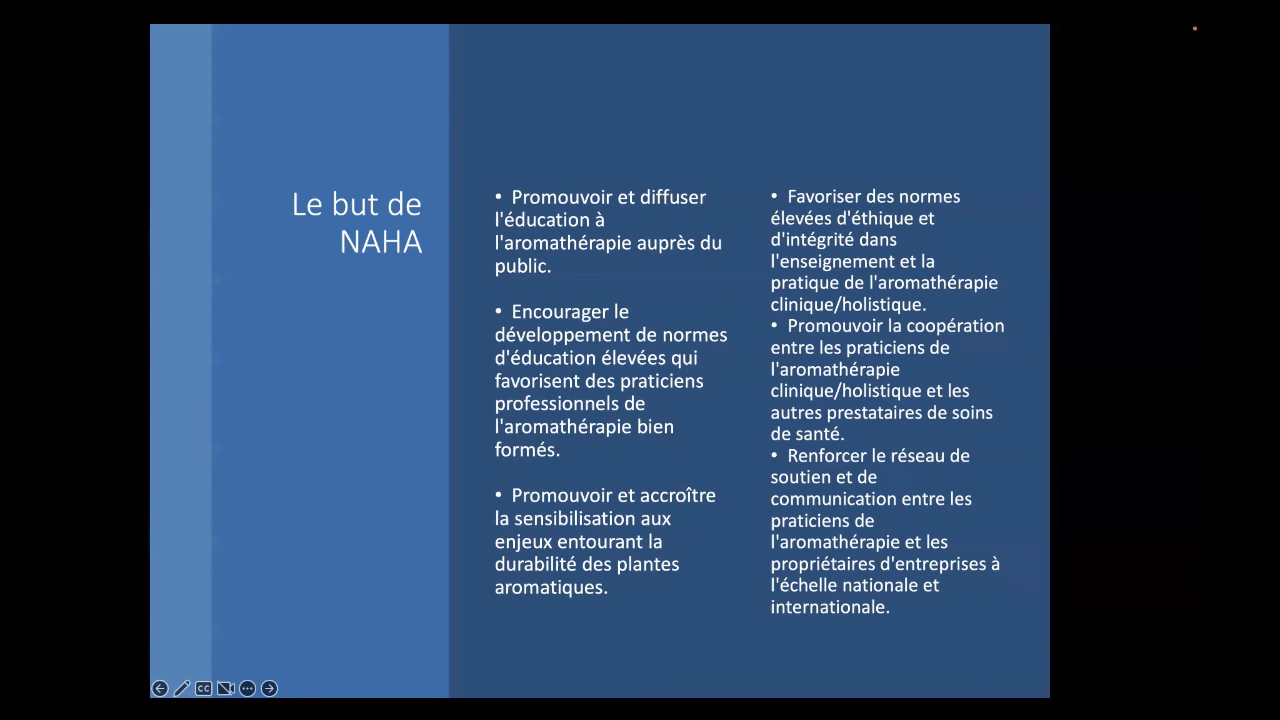 Le but de
NAHA
• Promouvoir et diffuser
l'éducation à
l'aromathérapie auprès du
public.
• Encourager le
développement de normes
d'éducation élevées qui
favorisent des praticiens
professionnels de
l'aromathérapie bien
formés.
• Promouvoir et accroître
la sensibilisation aux
enjeux entourant la
durabilité des plantes
aromatiques.
• Favoriser des normes
élevées d'éthique et
d'intégrité dans
l'enseignement et la
pratique de l'aromathérapie
clinique/holistique.
• Promouvoir la coopération
entre les praticiens de
l'aromathérapie
clinique/holistique et les
autres prestataires de soins
de santé.
• Renforcer le réseau de
soutien et de
communication entre les
praticiens de
l'aromathérapie et les
propriétaires d'entreprises à
l'échelle nationale et
internationale.
CC